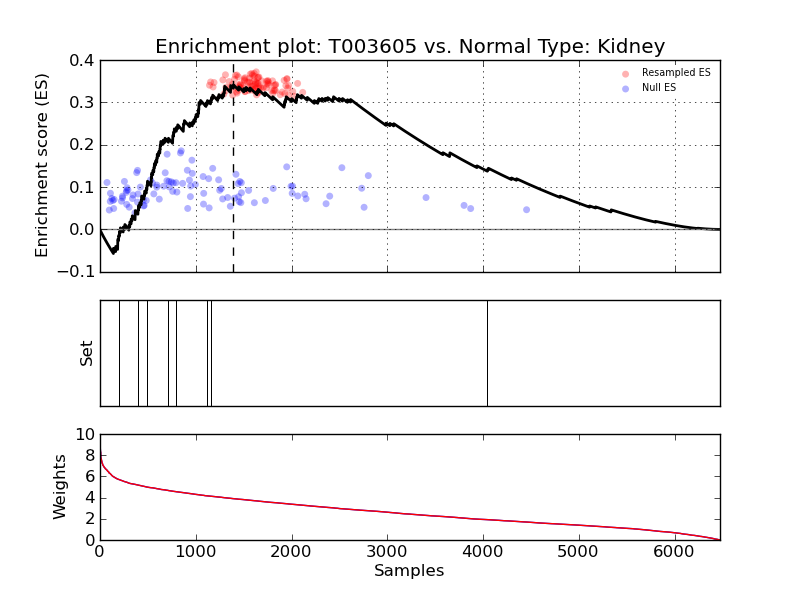 Enrichment plot: T003605 vs. Normal Type: Kidney
Enrichment score (ES)
0.4
0.3
0.2
0.1
0.0
−0.1
Resampled ES
Null ES
Set
Weights
10
8
6
4
2
0
0 1000 2000 3000 4000 5000 6000
Samples